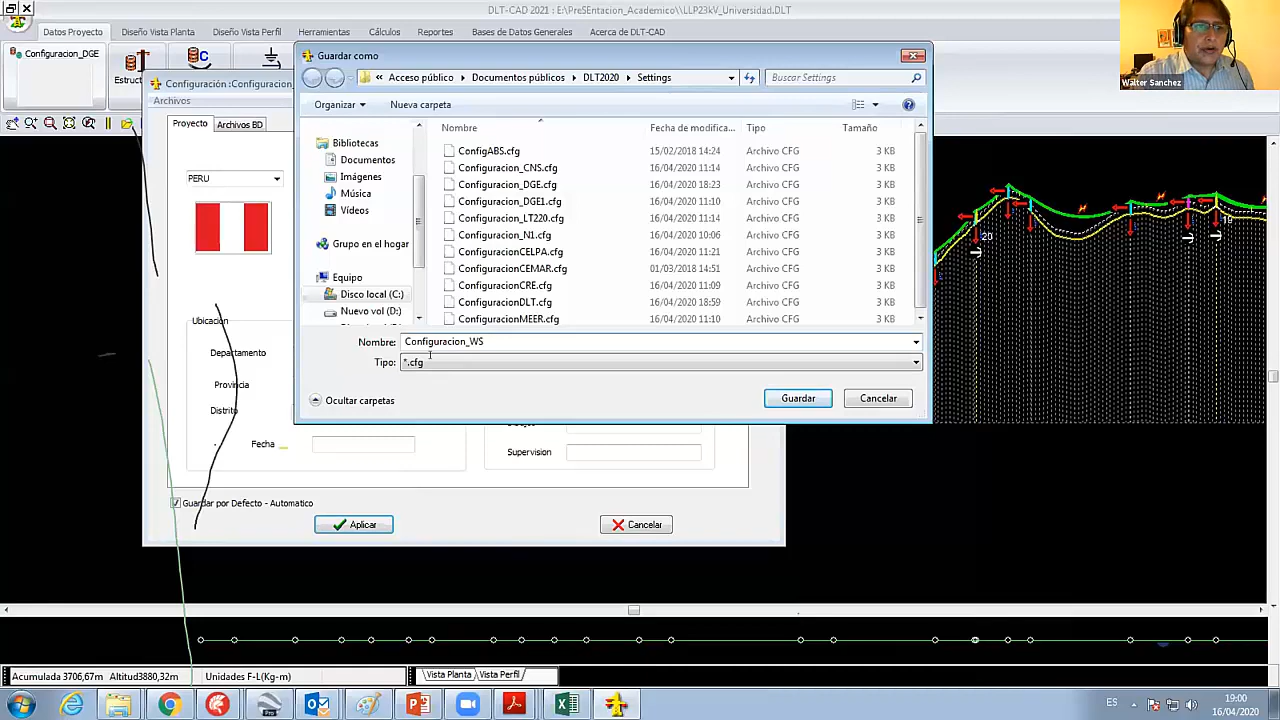 DLT-CAD 2021 : E:\PreSEntacion_Academico\\LLP23kV_Universidad.DLT
Datos Proyecto
Diseño Vista Planta
Diseño Vista Perfil
Herramientas
Cálculos
Reportes
Bases de Datos Generales
Acerca de DLT-CAD
Walter Sanchez
Configuracion_DGE
Estruct
Configuración :Configuracion_
Archivos
Proyecto
Archivos BD
PERU
Ubicación
Departamento
Provincia
Distrito
Fecha
Supervision
Guardar por Defecto - Automatico
Aplicar
Cancelar
Guardar como
« Acceso público ▸ Documentos públicos ▸ DLT2020 ▸ Settings
Buscar Settings
Organizar
Nueva carpeta
Bibliotecas
Documentos
Imágenes
Música
Vídeos
Grupo en el hogar
Equipo
Disco local (C:)
Nuevo vol (D:)
Nombre Fecha de modifica... Tipo Tamaño
ConfigABS.cfg 15/02/2018 14:24 Archivo CFG 3 KB
Configuracion_CNS.cfg 16/04/2020 11:14 Archivo CFG 3 KB
Configuracion_DGE.cfg 16/04/2020 18:23 Archivo CFG 3 KB
Configuracion_DGE1.cfg 16/04/2020 11:10 Archivo CFG 3 KB
Configuracion_LT220.cfg 16/04/2020 11:14 Archivo CFG 3 KB
Configuracion_N1.cfg 16/04/2020 10:06 Archivo CFG 3 KB
ConfiguracionCELPA.cfg 16/04/2020 11:21 Archivo CFG 3 KB
ConfiguracionCEMAR.cfg 01/03/2018 14:51 Archivo CFG 3 KB
ConfiguracionCRE.cfg 16/04/2020 11:09 Archivo CFG 3 KB
ConfiguracionDLT.cfg 16/04/2020 18:59 Archivo CFG 3 KB
ConfiguracionMEER.cfg 16/04/2020 11:10 Archivo CFG 3 KB
Nombre: Configuracion_WS
Tipo: *.cfg
Ocultar carpetas
Guardar
Cancelar
20
Acumulada 3706,67m Altitud3880,32m
Unidades F-L(Kg-m)
Vista Planta
Vista Perfil
ES
19:00
16/04/2020